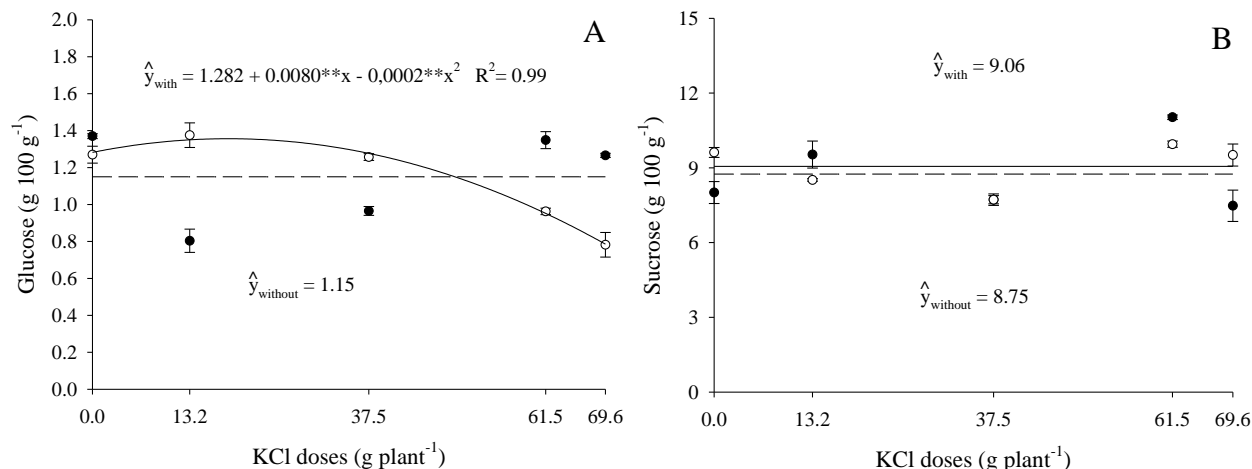 A
ŷwith = 1.282 + 0.0080**x - 0,0002**x² R²= 0.99
ŷwithout = 1.15
Glucose (g 100 g⁻¹)
2.0
1.8
1.6
1.4
1.2
1.0
0.8
0.6
0.4
0.2
0.0
0.0 13.2 37.5 61.5 69.6
KCl doses (g plant⁻¹)
B
ŷwith = 9.06
ŷwithout = 8.75
Sucrose (g 100 g⁻¹)
15
12
9
6
3
0
0.0 13.2 37.5 61.5 69.6
KCl doses (g plant⁻¹)